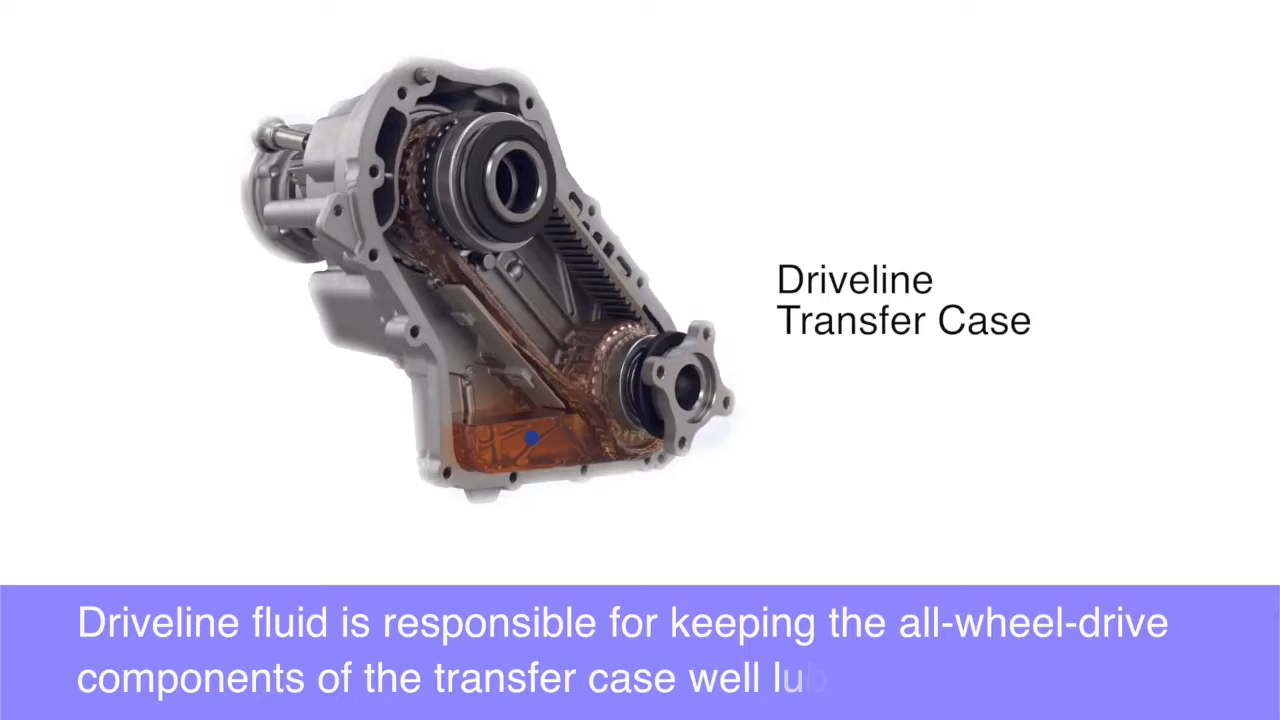 Driveline
Transfer Case
Driveline fluid is responsible for keeping the all-wheel-drive
components of the transfer case well